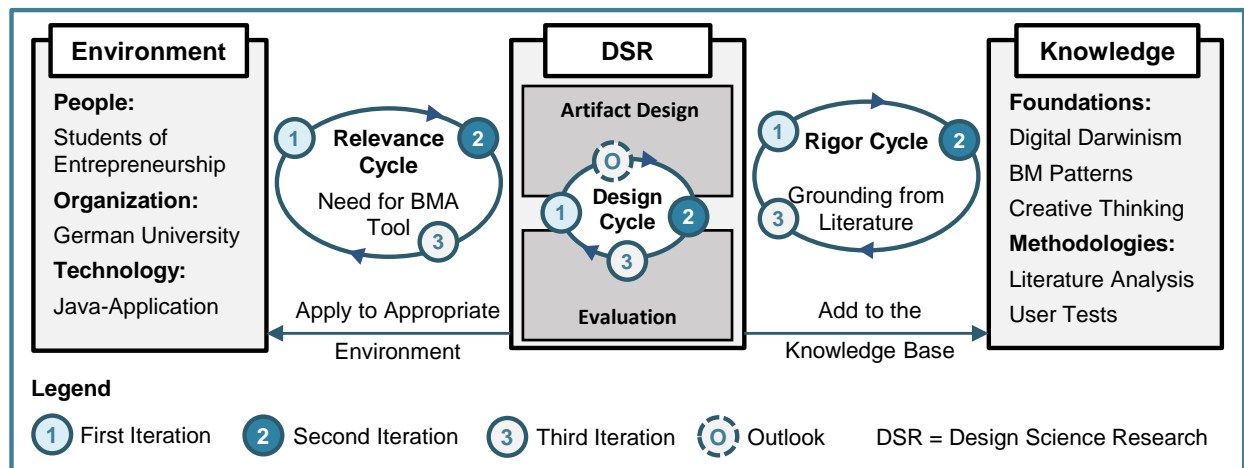 Environment
People:
Students of
Entrepreneurship
Organization:
German University
Technology:
Java-Application
1
Relevance
Cycle
2
Need for BMA
Tool
3
Apply to Appropriate
Environment
DSR
Artifact Design
O
Design
Cycle
1
2
3
Evaluation
1
Rigor Cycle
2
Grounding from
Literature
3
Add to the
Knowledge Base
Knowledge
Foundations:
Digital Darwinism
BM Patterns
Creative Thinking
Methodologies:
Literature Analysis
User Tests
Legend
1 First Iteration
2 Second Iteration
3 Third Iteration
O Outlook
DSR = Design Science Research